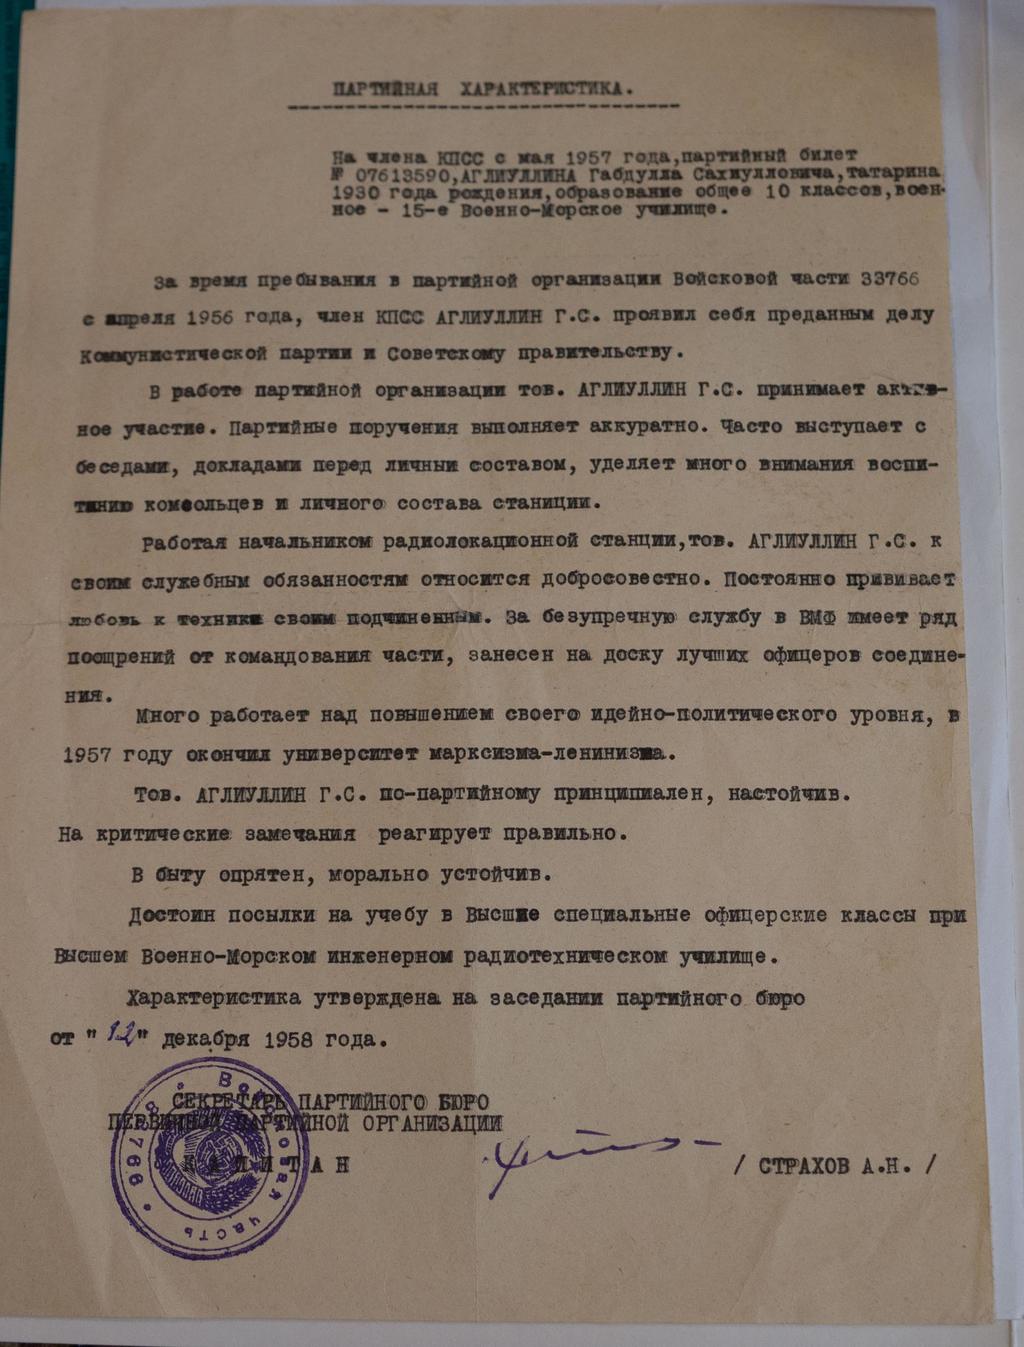 ПАРТИЙНАЯ ХАРАКТЕРИСТИКА.
На члена КПСС с мая 1957 года,партийный билет
№ 07613590,АГЛИУЛЛИНА Габдулла Сахиулловича,татарина
1930 года рождения,образование общее 10 классов,воен-
ное - 15-е Военно-Морское училище.
За время пребывания в партийной организации Войсковой части 33766
с апреля 1956 года, член КПСС АГЛИУЛЛИН Г.С. проявил себя преданным делу
Коммунистической партии и Советскому правительству.
В работе партийной организации тов. АГЛИУЛЛИН Г.С. принимает актив-
ное участие. Партийные поручения выполняет аккуратно. Часто выступает с
беседами, докладами перед личным составом, уделяет много внимания воспи-
танию комсольцев и личного состава станиции.
Работая начальником радиолокационной станции,тов. АГЛИУЛЛИН Г.С. к
своим служебным обязанностям относится добросовестно. Постоянно прививает
любовь к технике своим подчиненным. За безупречную службу в ВМФ имеет ряд
поощрений от командования части, занесен на доску лучших офицеров соедине-
ния.
Много работает над повышением своего идейно-политического уровня, в
1957 году окончил университет марксизма-ленинизма.
Тов. АГЛИУЛЛИН Г.С. по-партийному принципиален, настойчив.
На критические замечания реагирует правильно.
В быту опрятен, морально устойчив.
Достоин посылки на учебу в Высшие специальные офицерские классы при
Высшем Военно-Морском инженерном радиотехническом училище.
Характеристика утверждена на заседании партийного бюро
от "12" декабря 1958 года.
СЕКРЕТАРЬ ПАРТИЙНОГО БЮРО
ПЕРВИЧНОЙ ПАРТИЙНОЙ ОРГАНИЗАЦИИ
КАПИТАН / СТРАХОВ А.Н. /
Войсковая часть